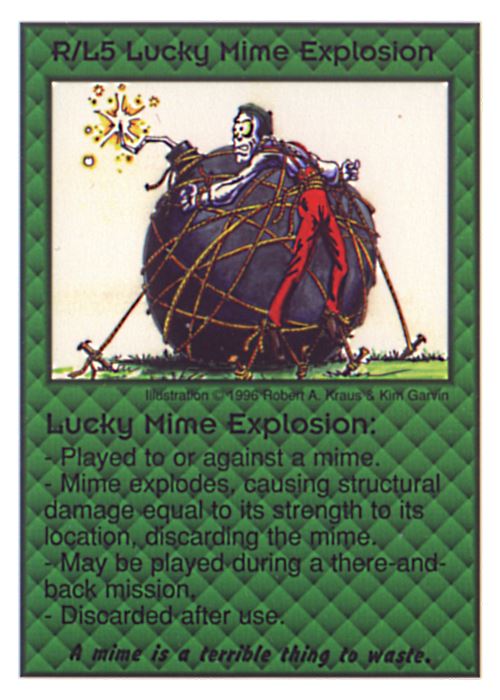 R/L5 Lucky Mime Explosion
Illustration © 1996 Robert A. Kraus & Kim Garvin
Lucky Mime Explosion:
- Played to or against a mime.
- Mime explodes, causing structural
damage equal to its strength to its
location, discarding the mime.
- May be played during a there-and-
back mission.
- Discarded after use.
A mime is a terrible thing to waste.